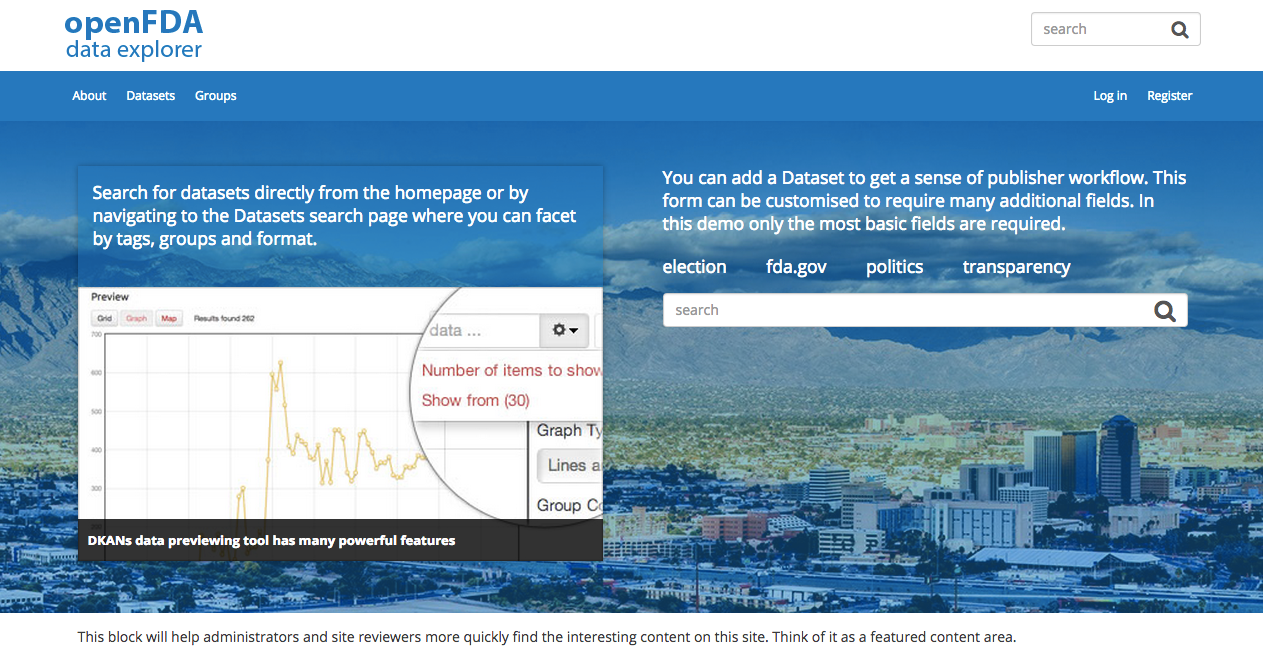 openFDA
data explorer
search
About Datasets Groups
Log in Register
Search for datasets directly from the homepage or by
navigating to the Datasets search page where you can facet
by tags, groups and format.
Preview
Grid Graph Map Results found 262
700
600
500
400
300
data ...
Number of items to show
Show from (30)
Graph Ty
Lines a
Group Co
DKANs data previewing tool has many powerful features
You can add a Dataset to get a sense of publisher workflow. This
form can be customised to require many additional fields. In
this demo only the most basic fields are required.
election fda.gov politics transparency
search
This block will help administrators and site reviewers more quickly find the interesting content on this site. Think of it as a featured content area.